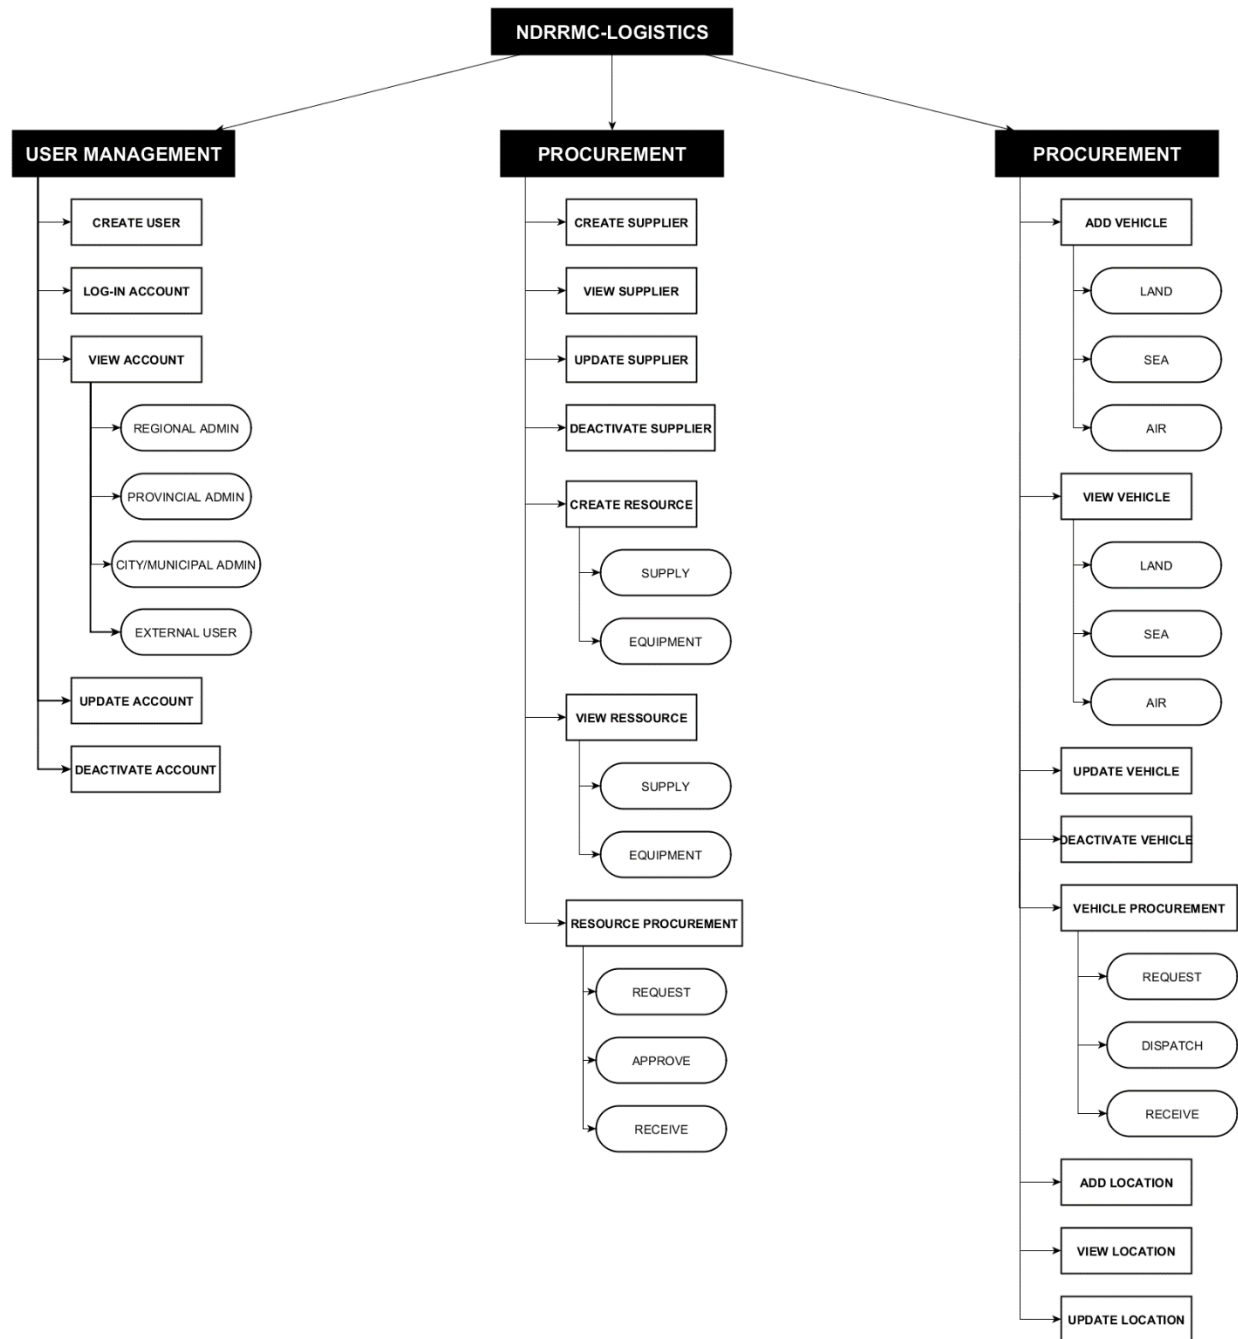 NDRRMC-LOGISTICS
USER MANAGEMENT
CREATE USER
LOG-IN ACCOUNT
VIEW ACCOUNT
REGIONAL ADMIN
PROVINCIAL ADMIN
CITY/MUNICIPAL ADMIN
EXTERNAL USER
UPDATE ACCOUNT
DEACTIVATE ACCOUNT
PROCUREMENT
CREATE SUPPLIER
VIEW SUPPLIER
UPDATE SUPPLIER
DEACTIVATE SUPPLIER
CREATE RESOURCE
SUPPLY
EQUIPMENT
VIEW RESSOURCE
SUPPLY
EQUIPMENT
RESOURCE PROCUREMENT
REQUEST
APPROVE
RECEIVE
PROCUREMENT
ADD VEHICLE
LAND
SEA
AIR
VIEW VEHICLE
LAND
SEA
AIR
UPDATE VEHICLE
DEACTIVATE VEHICLE
VEHICLE PROCUREMENT
REQUEST
DISPATCH
RECEIVE
ADD LOCATION
VIEW LOCATION
UPDATE LOCATION